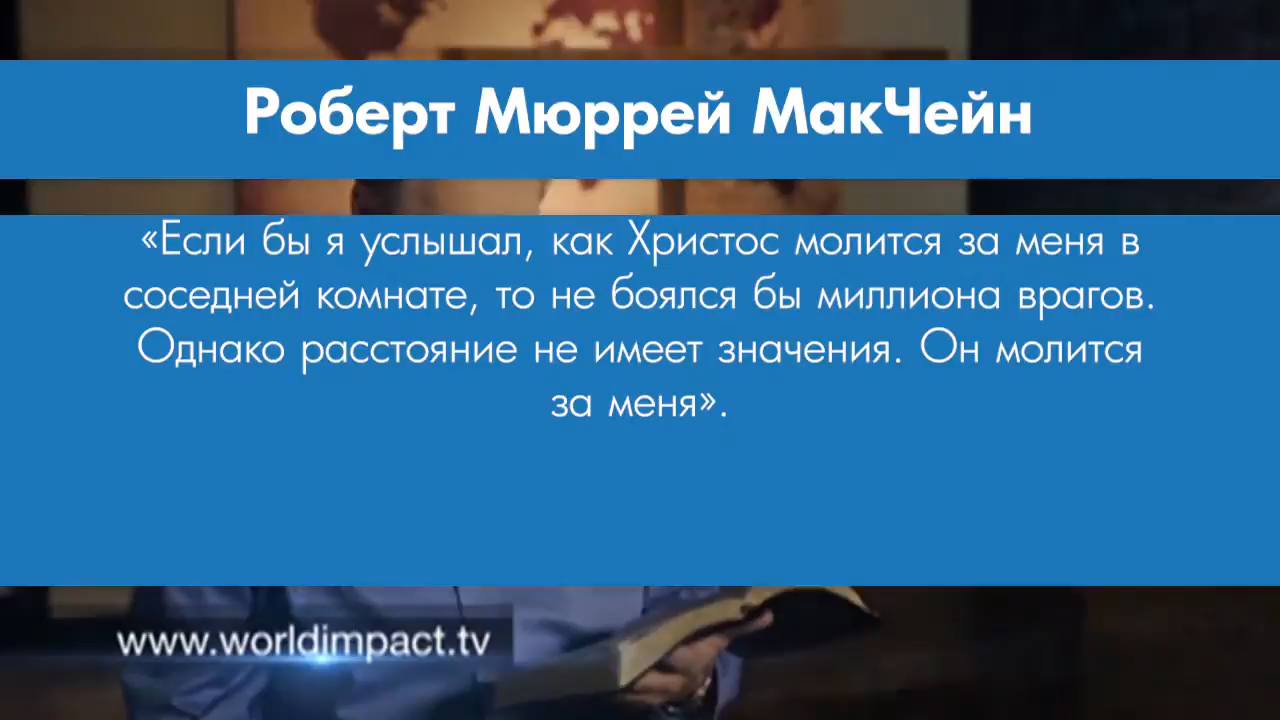 Роберт Мюррей МакЧейн
«Если бы я услышал, как Христос молится за меня в
соседней комнате, то не боялся бы миллиона врагов.
Однако расстояние не имеет значения. Он молится
за меня».
www.worldimpact.tv